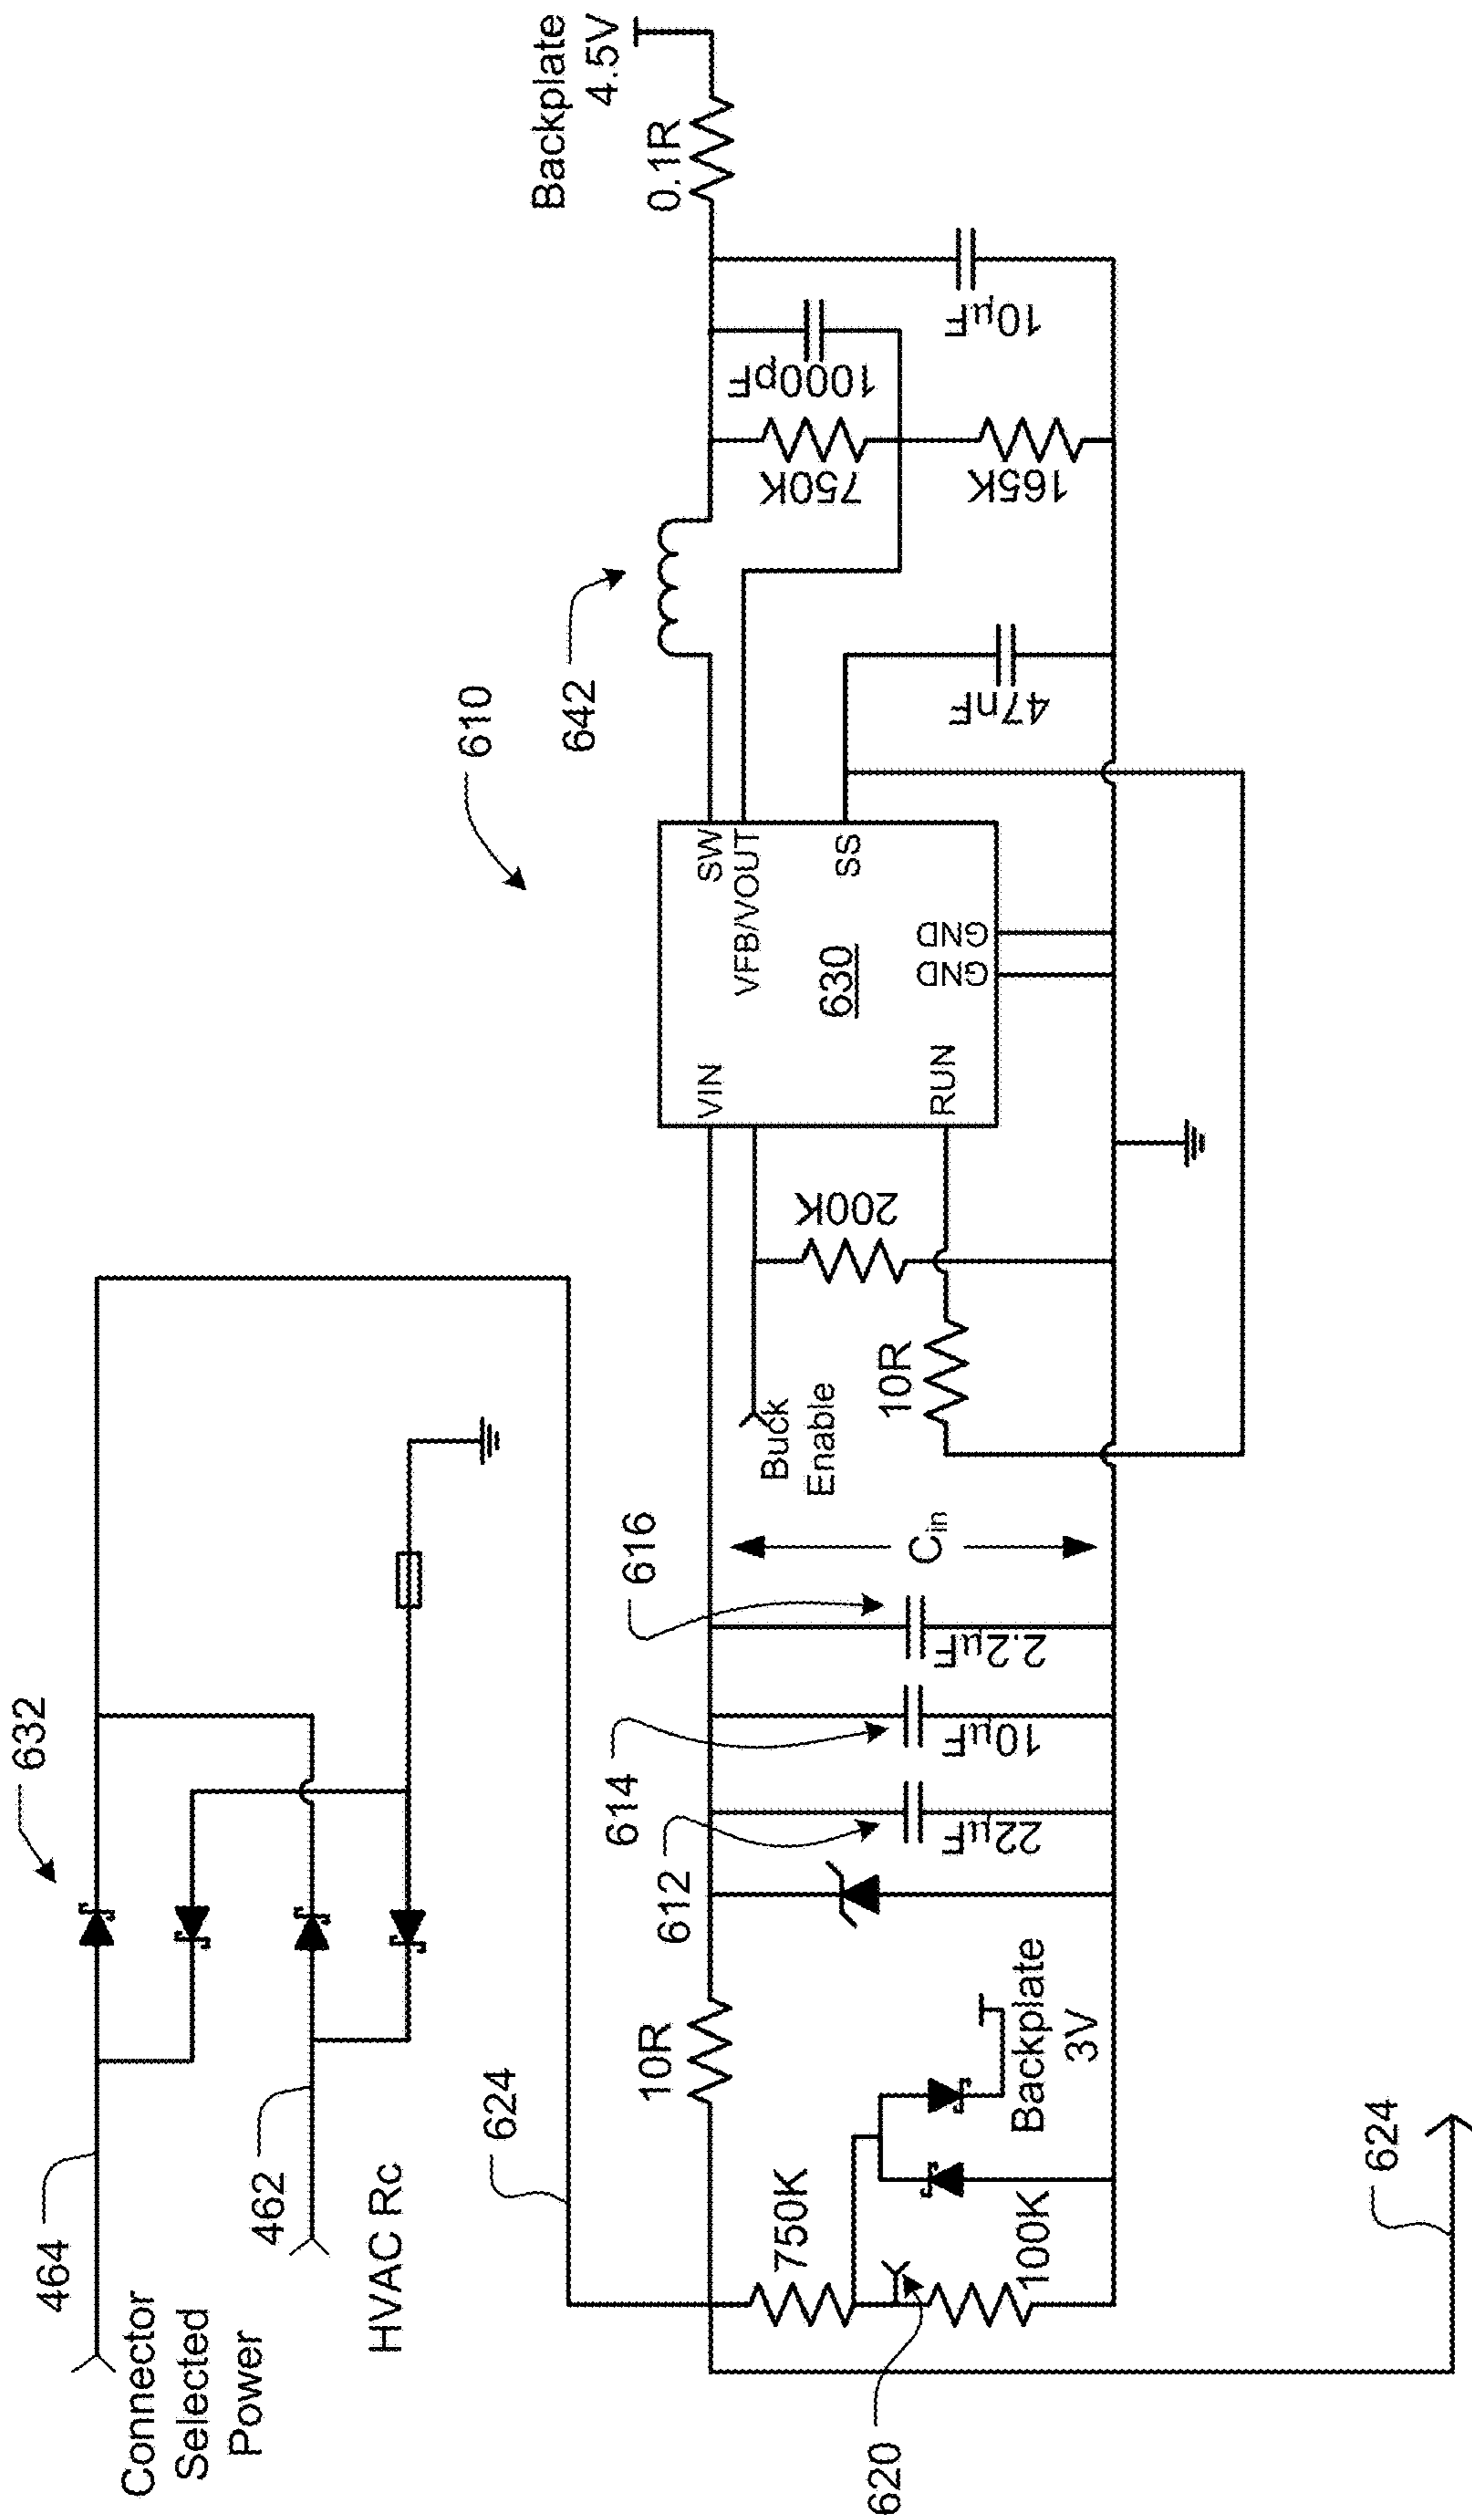 632
464
Connector
Selected
Power
462
HVAC Rc
624
610
642
Backplate
4.5V
0.1R
10R
612
614
616
22µF
10µF
2.2µF
Cin
Buck
Enable
200K
10R
VIN
RUN
630
SW
VFB/VOUT
SS
GND
GND
47nF
750K
165K
1000pF
10µF
750K
100K
Backplate
3V
620
624